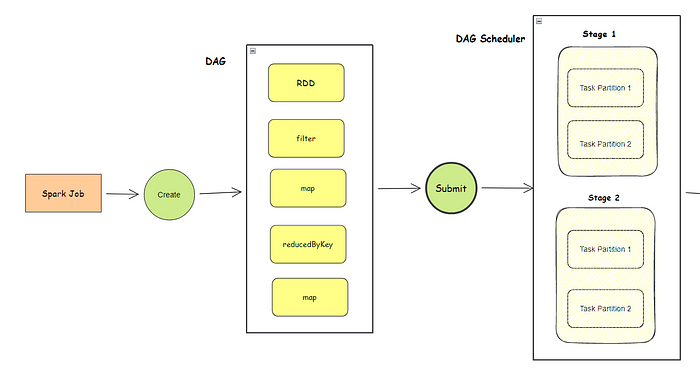 Spark Job
Create
DAG
RDD
filter
map
reducedByKey
map
Submit
DAG Scheduler
Stage 1
Task Partition 1
Task Partition 2
Stage 2
Task Partition 1
Task Partition 2